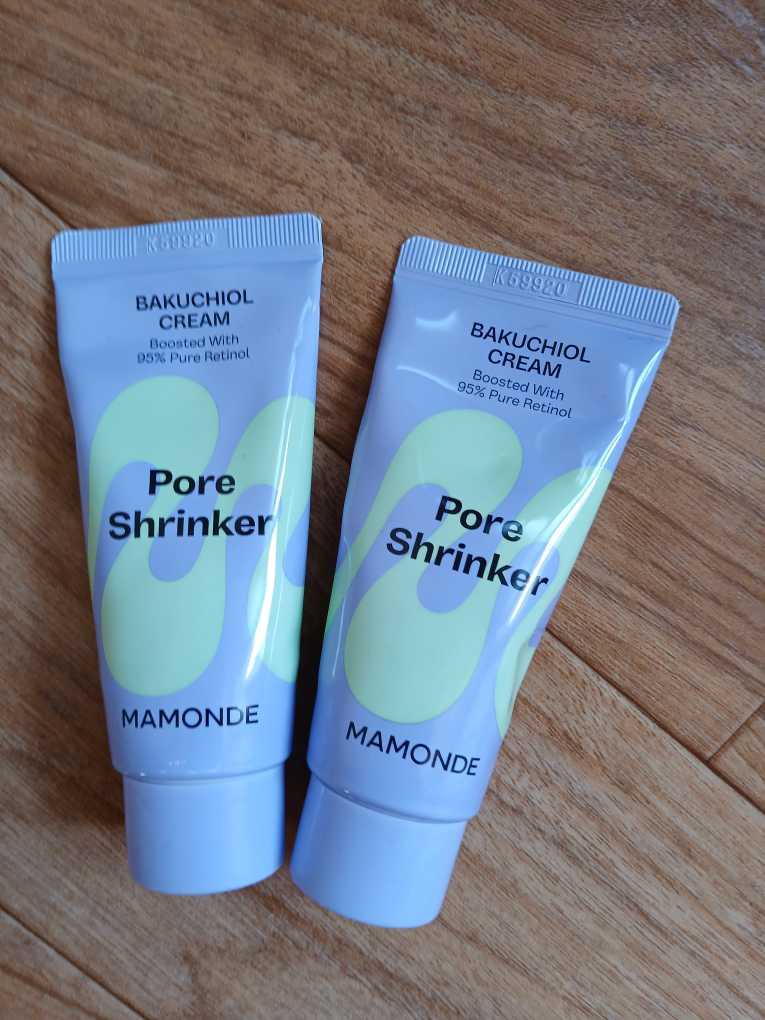 K59920
BAKUCHIOL
CREAM
Boosted With
95% Pure Retinol
Pore
Shrinker
MAMONDE
K59920
BAKUCHIOL
CREAM
Boosted With
95% Pure Retinol
Pore
Shrinker
MAMONDE